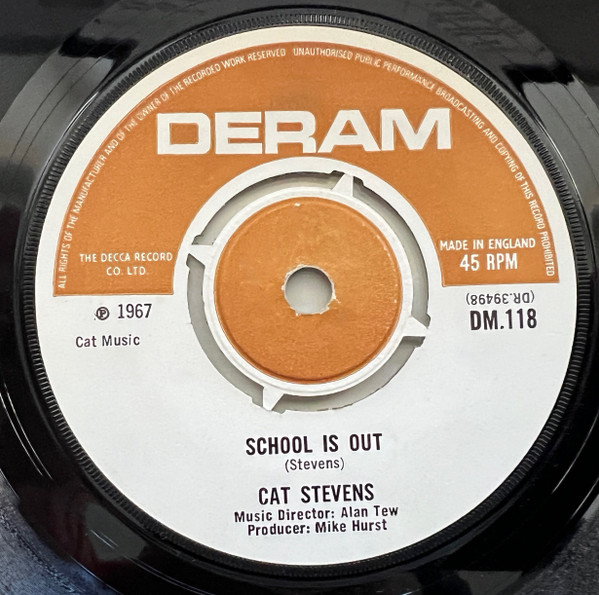 ALL RIGHTS OF THE MANUFACTURER AND OF THE OWNER OF THE RECORDED WORK RESERVED UNAUTHORISED PUBLIC PERFORMANCE BROADCASTING AND COPYING OF THIS RECORD PROHIBITED
DERAM
THE DECCA RECORD
CO. LTD.
MADE IN ENGLAND
45 RPM
(DR.39498)
℗ 1967
DM.118
Cat Music
SCHOOL IS OUT
(Stevens)
CAT STEVENS
Music Director: Alan Tew
Producer: Mike Hurst